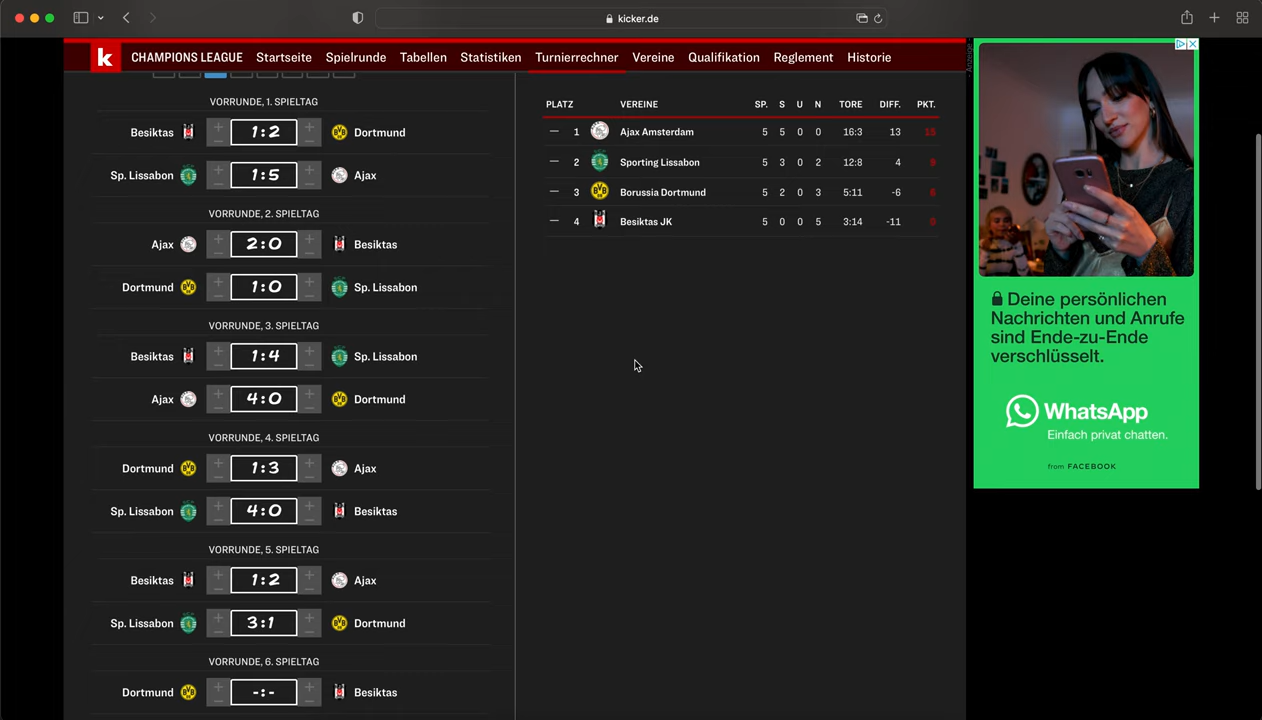 kicker.de
k CHAMPIONS LEAGUE Startseite Spielrunde Tabellen Statistiken Turnierrechner Vereine Qualifikation Reglement Historie
VORRUNDE, 1. SPIELTAG
Besiktas 1:2 Dortmund
Sp. Lissabon 1:5 Ajax
VORRUNDE, 2. SPIELTAG
Ajax 2:0 Besiktas
Dortmund 1:0 Sp. Lissabon
VORRUNDE, 3. SPIELTAG
Besiktas 1:4 Sp. Lissabon
Ajax 4:0 Dortmund
VORRUNDE, 4. SPIELTAG
Dortmund 1:3 Ajax
Sp. Lissabon 4:0 Besiktas
VORRUNDE, 5. SPIELTAG
Besiktas 1:2 Ajax
Sp. Lissabon 3:1 Dortmund
VORRUNDE, 6. SPIELTAG
Dortmund -:- Besiktas
PLATZ VEREINE SP. S U N TORE DIFF. PKT.
1 Ajax Amsterdam 5 5 0 0 16:3 13 15
2 Sporting Lissabon 5 3 0 2 12:8 4 9
3 Borussia Dortmund 5 2 0 3 5:11 -6 6
4 Besiktas JK 5 0 0 5 3:14 -11 0
Anzeige
Deine persönlichen
Nachrichten und Anrufe
sind Ende-zu-Ende
verschlüsselt.
WhatsApp
Einfach privat chatten.
from FACEBOOK